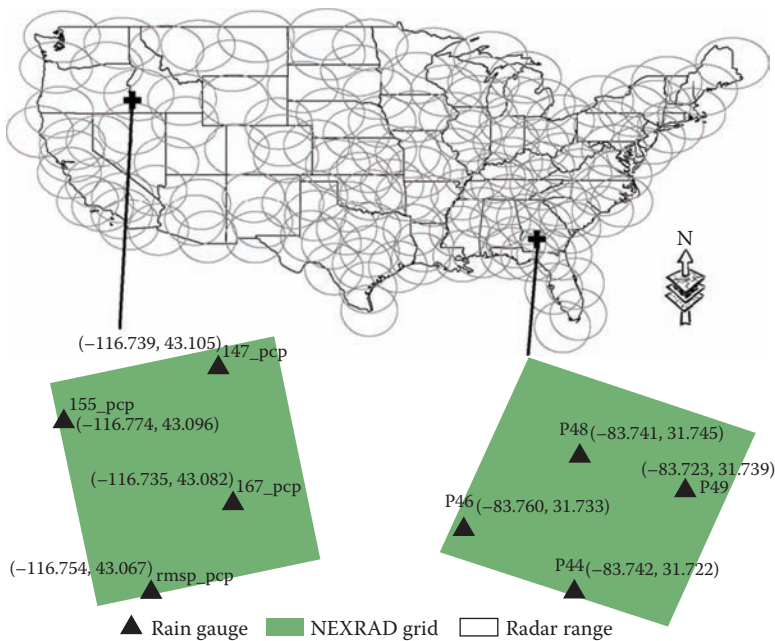 N
(−116.739, 43.105)
147_pcp
155_pcp
(−116.774, 43.096)
(−116.735, 43.082)
167_pcp
(−116.754, 43.067)
rmsp_pcp
P48
(−83.741, 31.745)
(−83.723, 31.739)
P49
P46
(−83.760, 31.733)
P44
(−83.742, 31.722)
Rain gauge
NEXRAD grid
Radar range